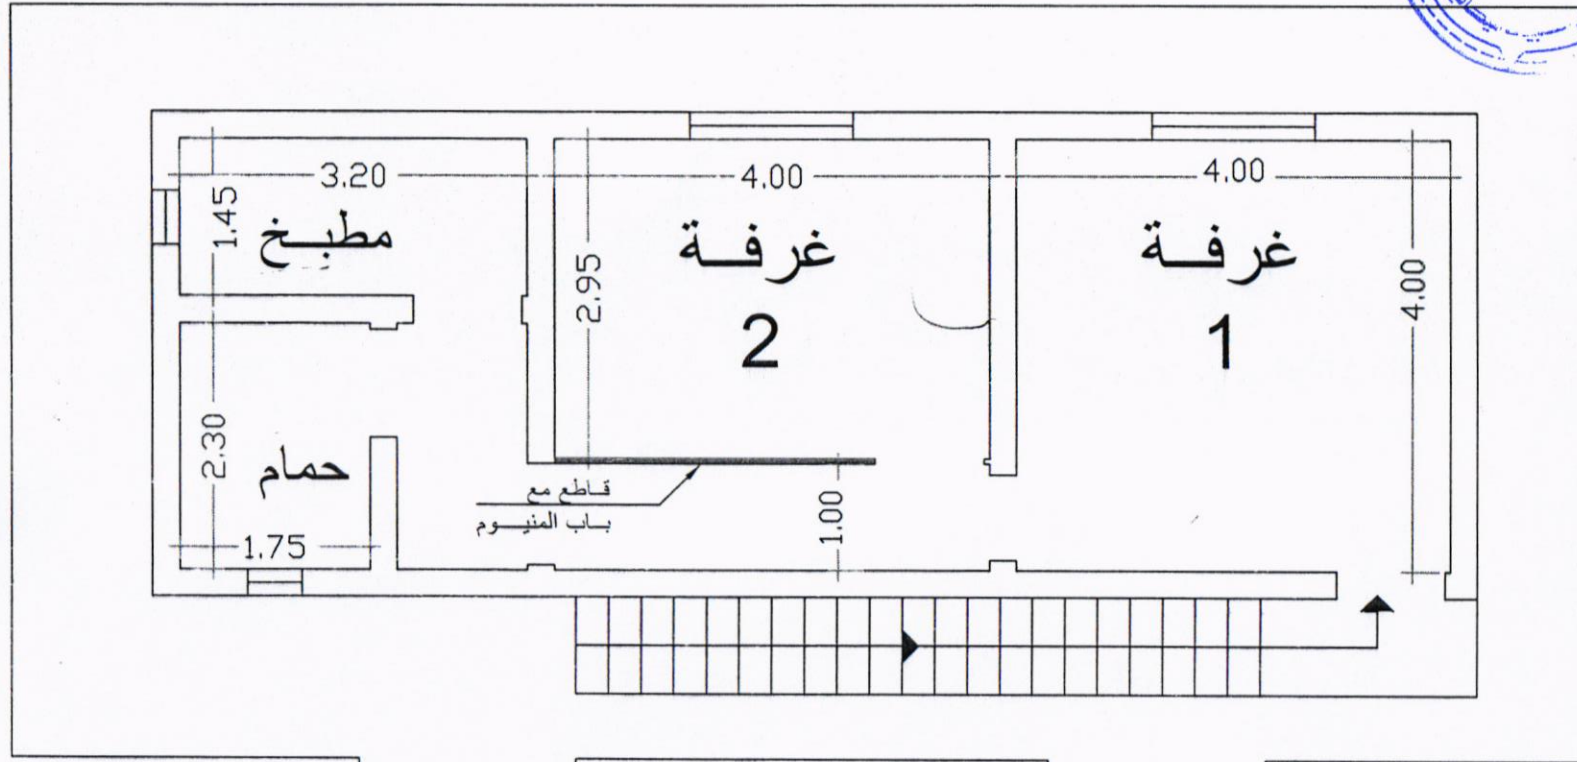 3.20
4.00
4.00
1.45
مطبخ
غرفة
2
غرفة
1
2.95
4.00
2.30
حمام
1.75
قاطع مع
باب المنيوم
1.00